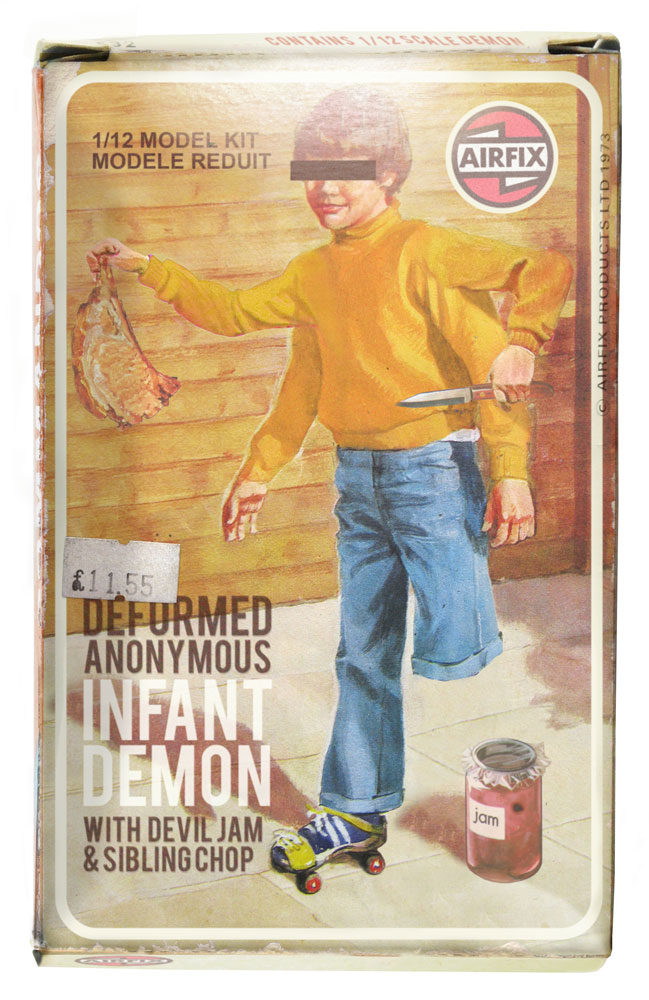 CONTAINS 1/12 SCALE DEMON
1/12 MODEL KIT
MODELE REDUIT
AIRFIX
© AIRFIX PRODUCTS LTD 1973
£11.55
DEFORMED
ANONYMOUS
INFANT
DEMON
WITH DEVIL JAM
& SIBLING CHOP
jam
AIRFIX